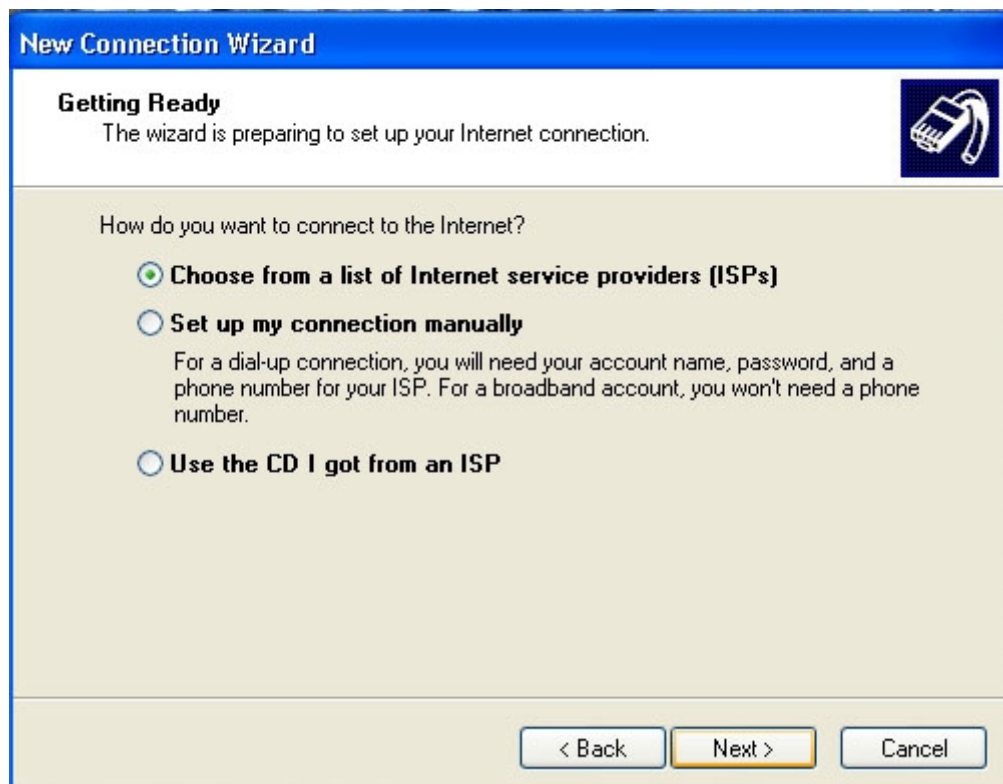 New Connection Wizard
Getting Ready
The wizard is preparing to set up your Internet connection.
How do you want to connect to the Internet?
Choose from a list of Internet service providers (ISPs)
Set up my connection manually
For a dial-up connection, you will need your account name, password, and a
phone number for your ISP. For a broadband account, you won't need a phone
number.
Use the CD I got from an ISP
< Back Next > Cancel